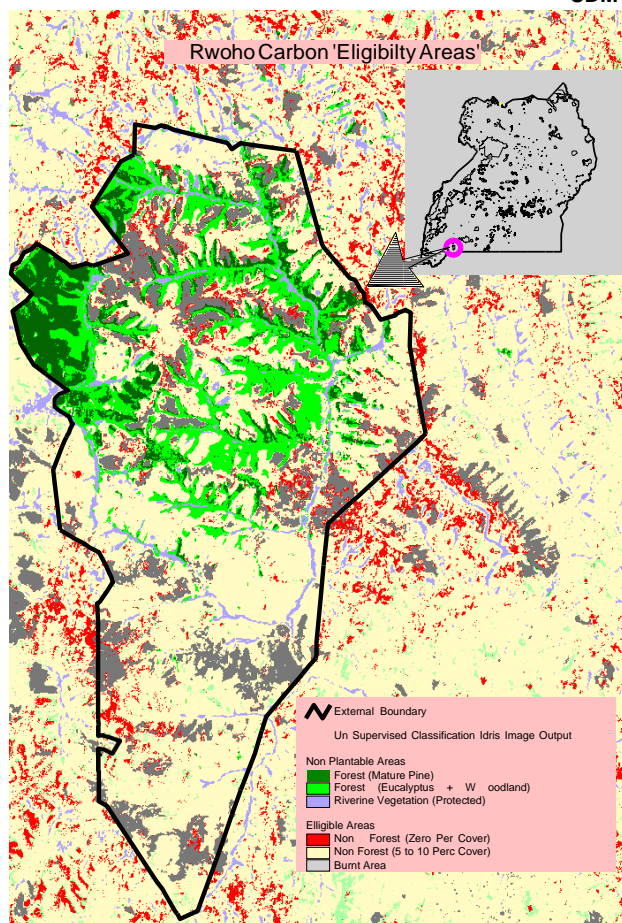 Rwoho Carbon 'Eligibilty Areas'
External Boundary
Un Supervised Classification Idris Image Output
Non Plantable Areas
Forest (Mature Pine)
Forest (Eucalyptus + W oodland)
Riverine Vegetation (Protected)
Elligible Areas
Non Forest (Zero Per Cover)
Non Forest (5 to 10 Perc Cover)
Burnt Area